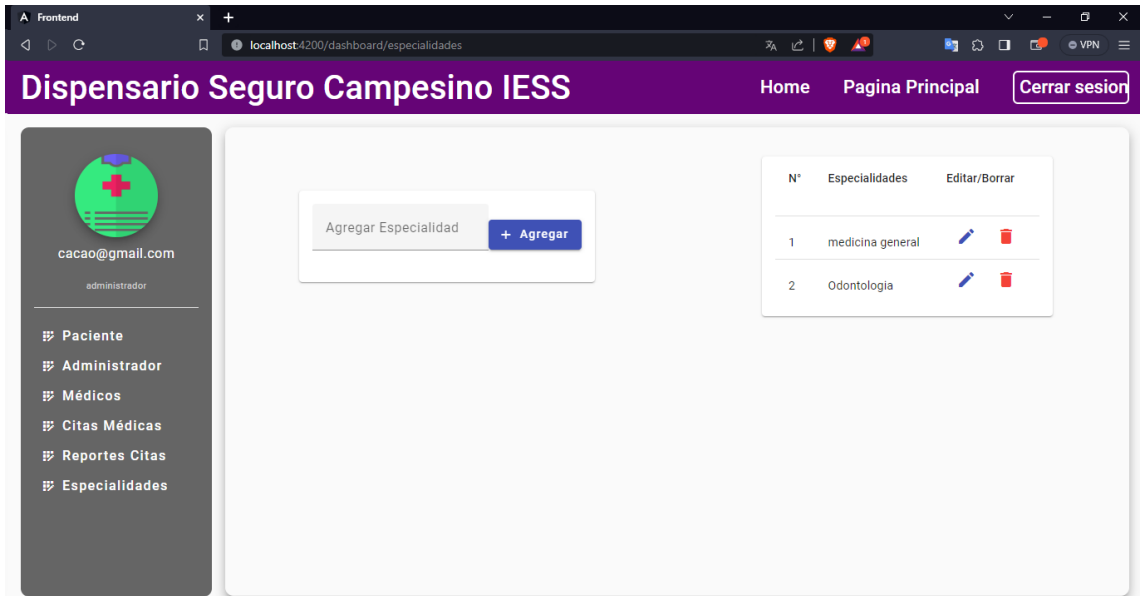 Frontend
localhost:4200/dashboard/especialidades
VPN
Dispensario Seguro Campesino IESS
Home
Pagina Principal
Cerrar sesion
cacao@gmail.com
administrador
Paciente
Administrador
Médicos
Citas Médicas
Reportes Citas
Especialidades
Agregar Especialidad
+ Agregar
N° Especialidades Editar/Borrar
1 medicina general
2 Odontologia